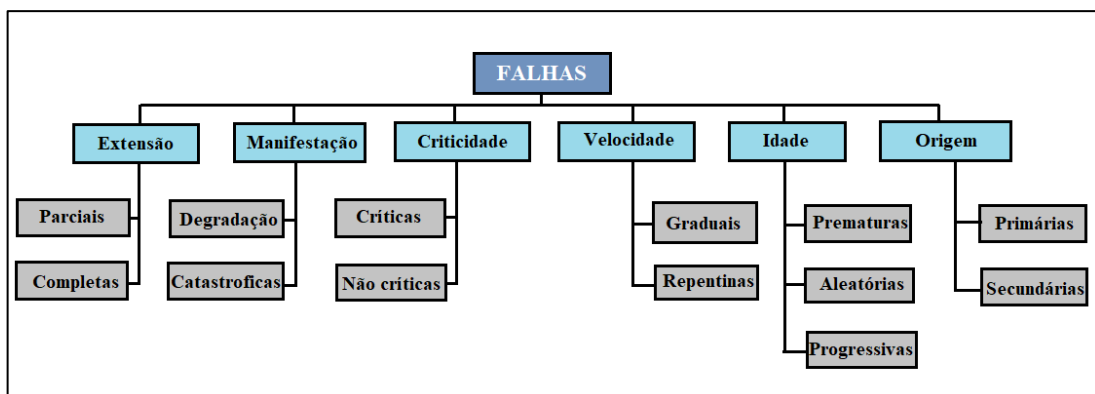 FALHAS
Extensão
Manifestação
Criticidade
Velocidade
Idade
Origem
Parciais
Completas
Degradação
Catastroficas
Críticas
Não críticas
Graduais
Repentinas
Prematuras
Aleatórias
Progressivas
Primárias
Secundárias